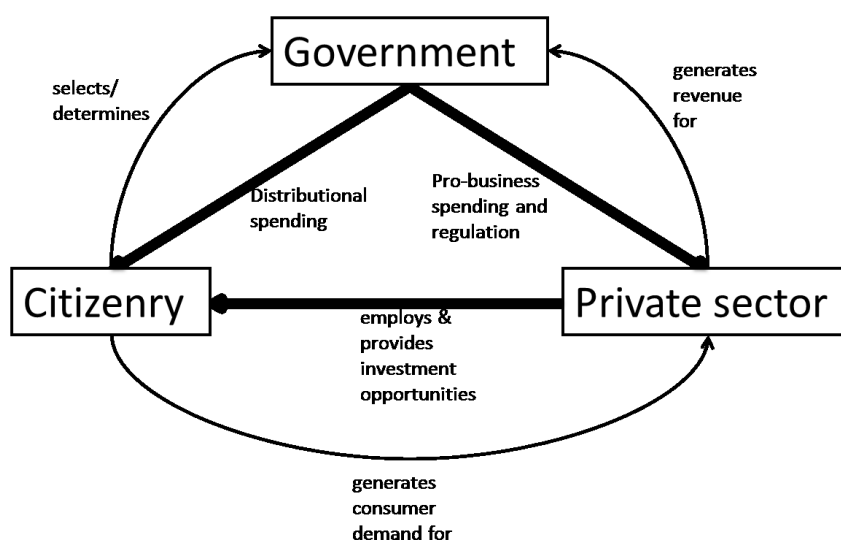 Government
selects/
determines
generates
revenue
for
Distributional
spending
Pro-business
spending and
regulation
Citizenry
Private sector
employs &
provides
investment
opportunities
generates
consumer
demand for